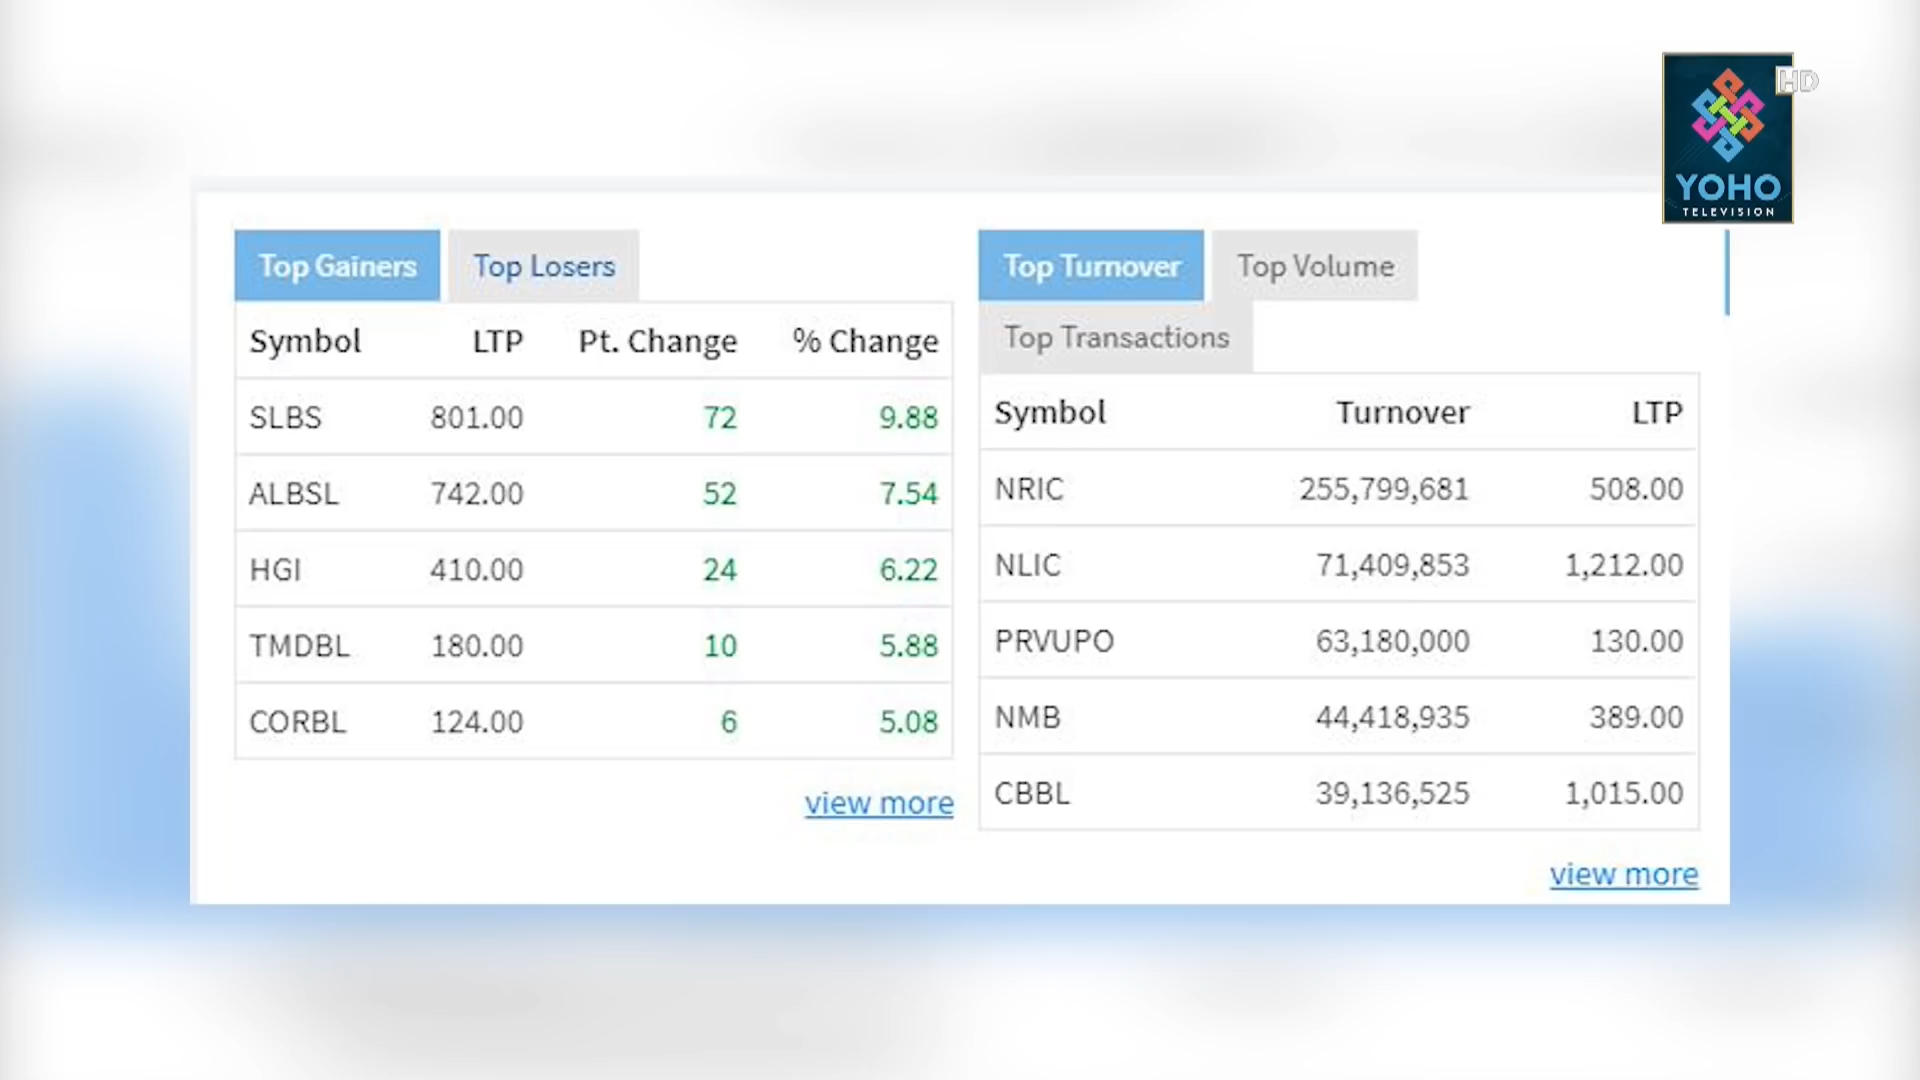 HD
YOHO
TELEVISION
Top Gainers Top Losers
Symbol LTP Pt. Change % Change
SLBS 801.00 72 9.88
ALBSL 742.00 52 7.54
HGI 410.00 24 6.22
TMDBL 180.00 10 5.88
CORBL 124.00 6 5.08
view more
Top Turnover Top Volume
Top Transactions
Symbol Turnover LTP
NRIC 255,799,681 508.00
NLIC 71,409,853 1,212.00
PRVUPO 63,180,000 130.00
NMB 44,418,935 389.00
CBBL 39,136,525 1,015.00
view more